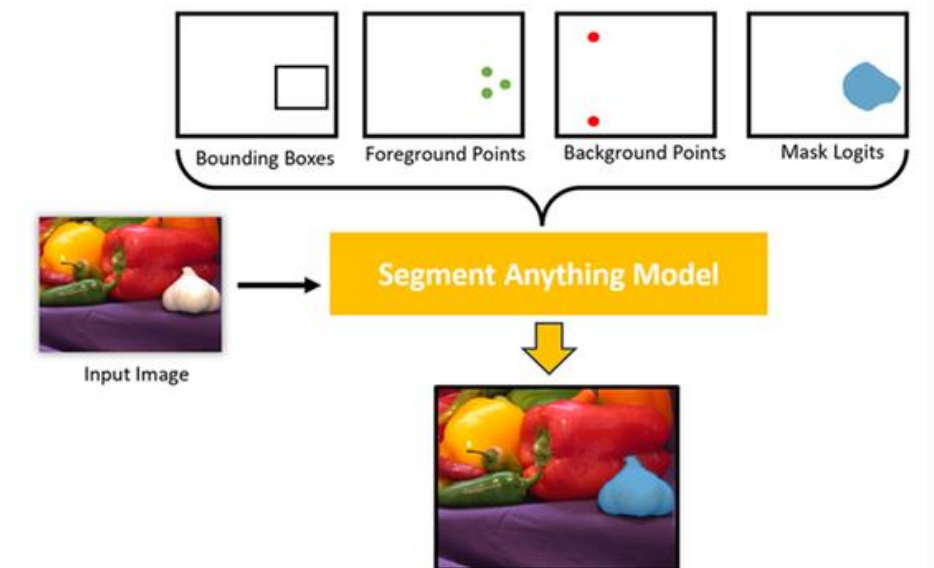 Bounding Boxes
Foreground Points
Background Points
Mask Logits
Segment Anything Model
Input Image